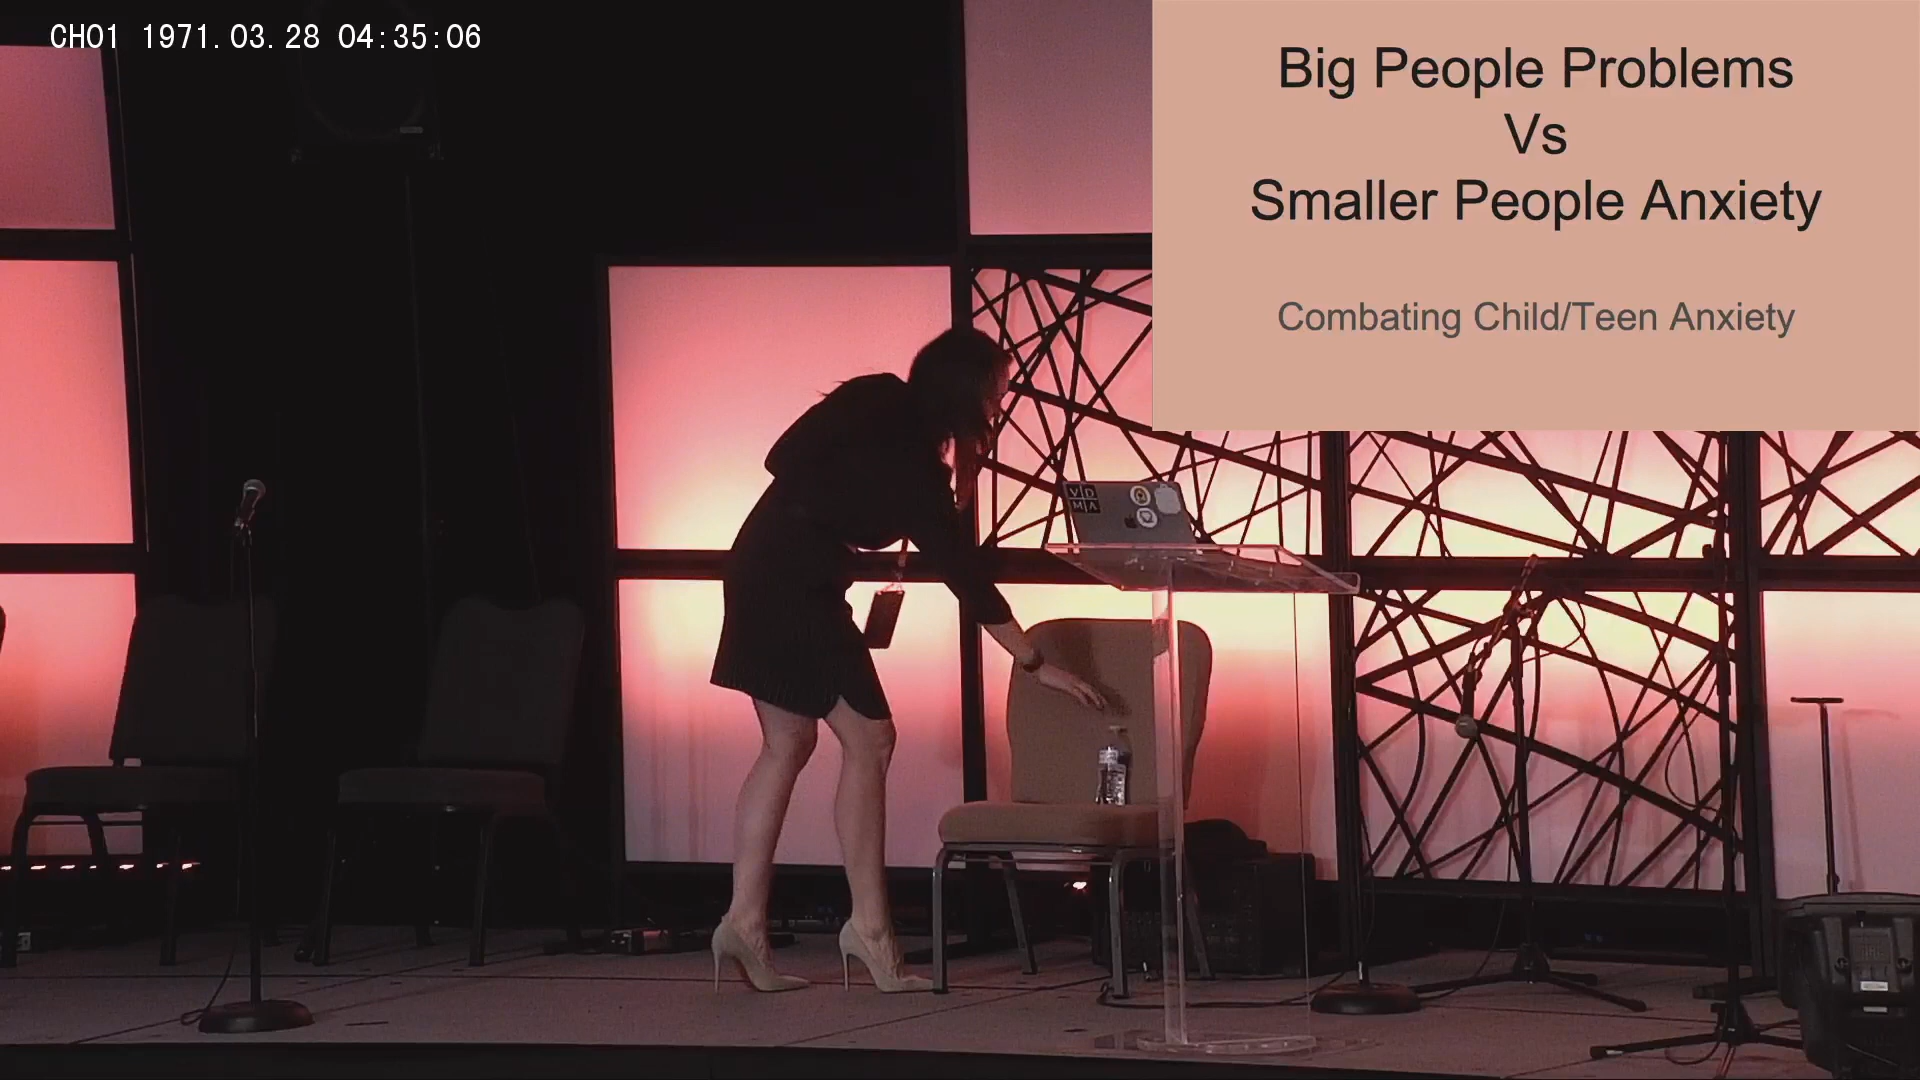 CH01 1971.03.28 04:35:06
Big People Problems
Vs
Smaller People Anxiety
Combating Child/Teen Anxiety
V D
M A